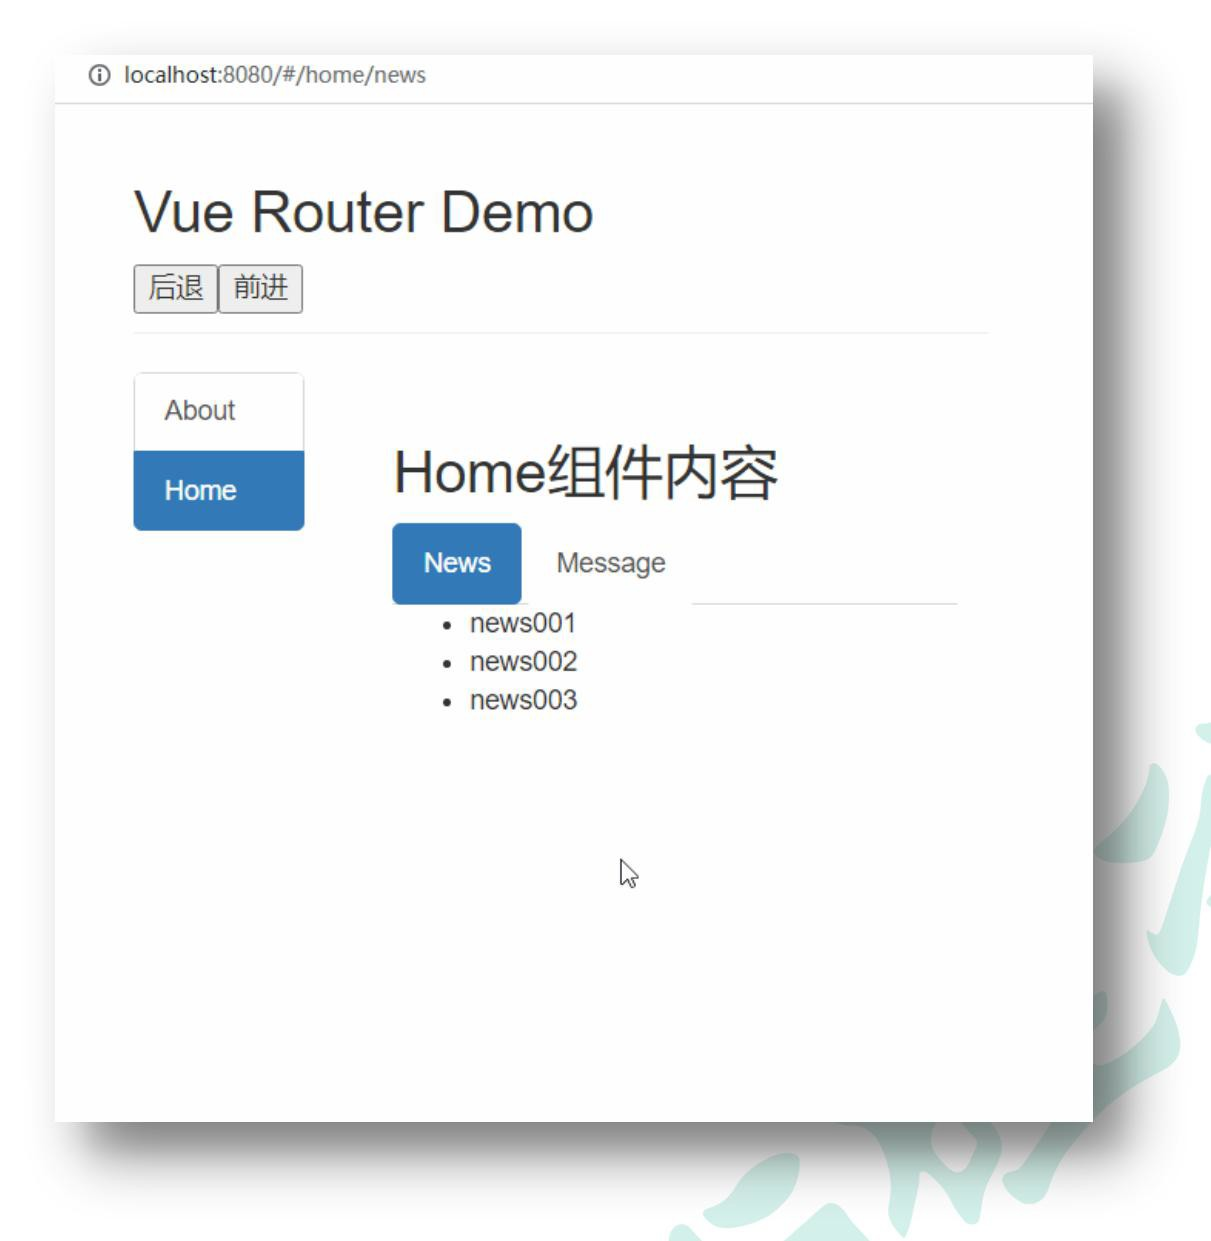 localhost:8080/#/home/news
Vue Router Demo
后退 前进
About
Home
Home组件内容
News Message
news001
news002
news003